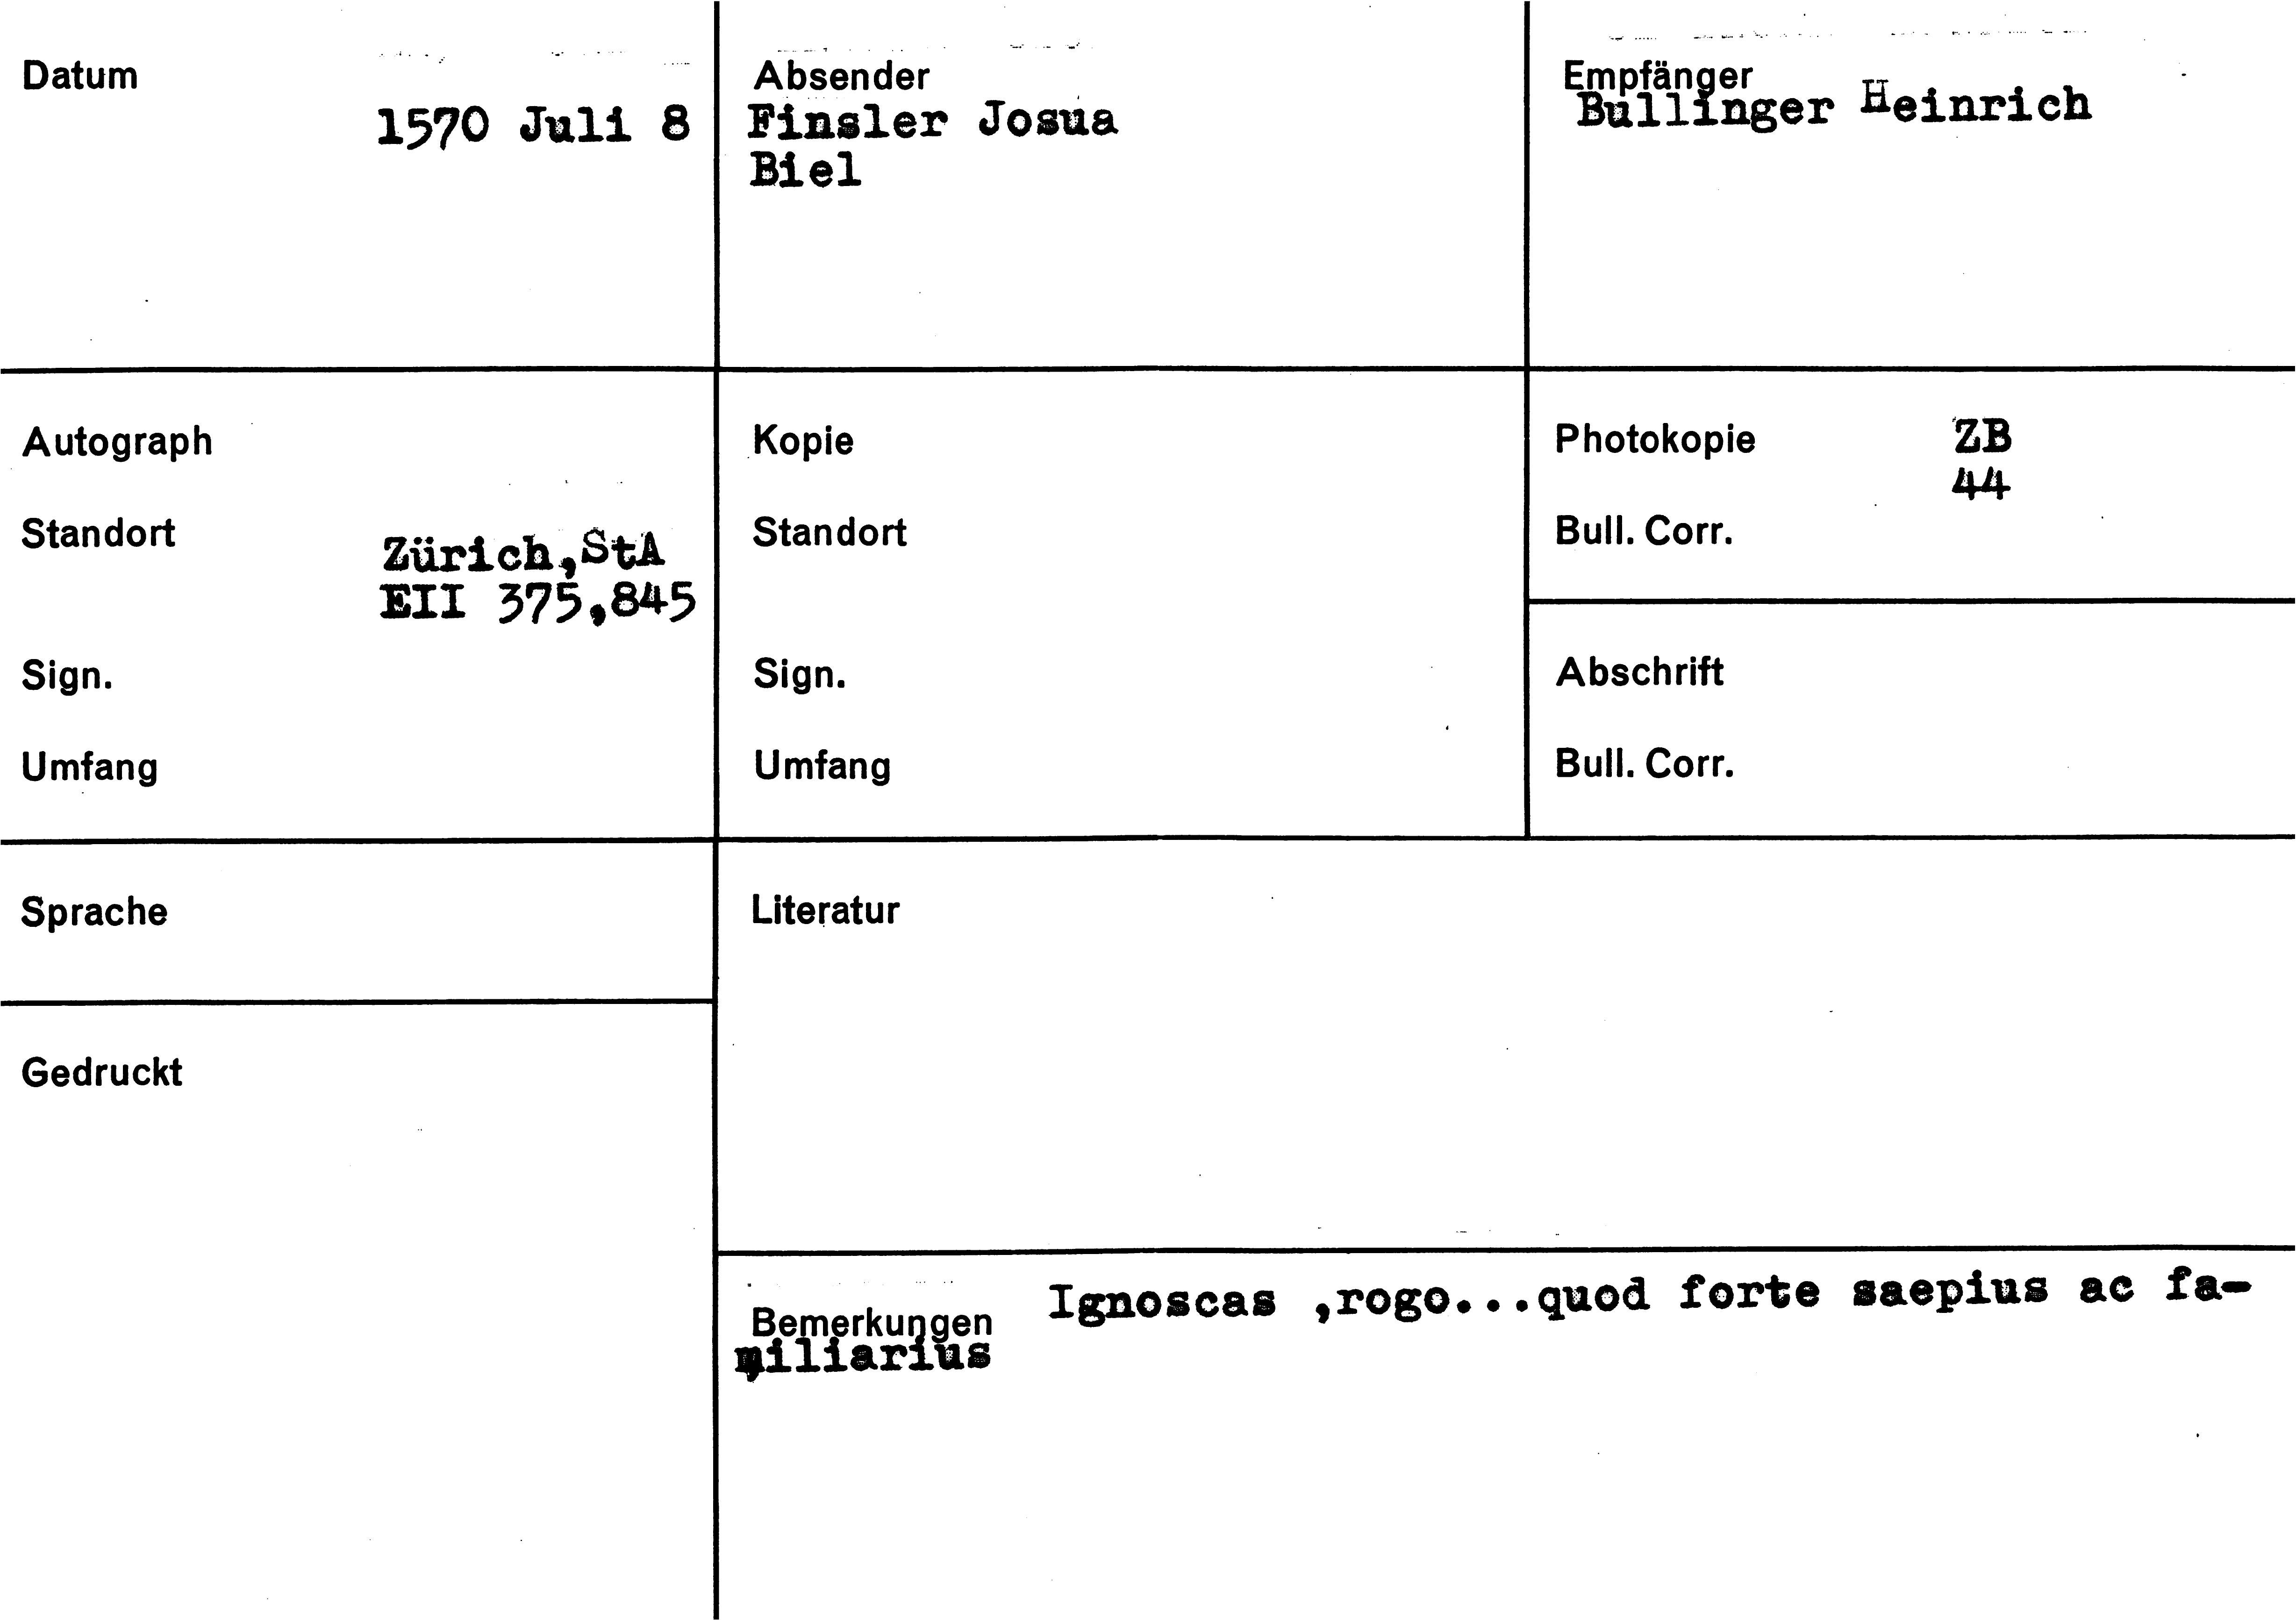 Datum
1570 Juli 8
Absender
Finsler Josua
Biel
Empfänger
Bullinger Heinrich
Autograph
Standort
Zürich,StA
EII 375,845
Sign.
Umfang
Kopie
Standort
Sign.
Umfang
Photokopie ZB
44
Bull. Corr.
Abschrift
Bull. Corr.
Sprache
Gedruckt
Literatur
Bemerkungen Ignoscas ,rogo...quod forte saepius ac fa-
miliarius